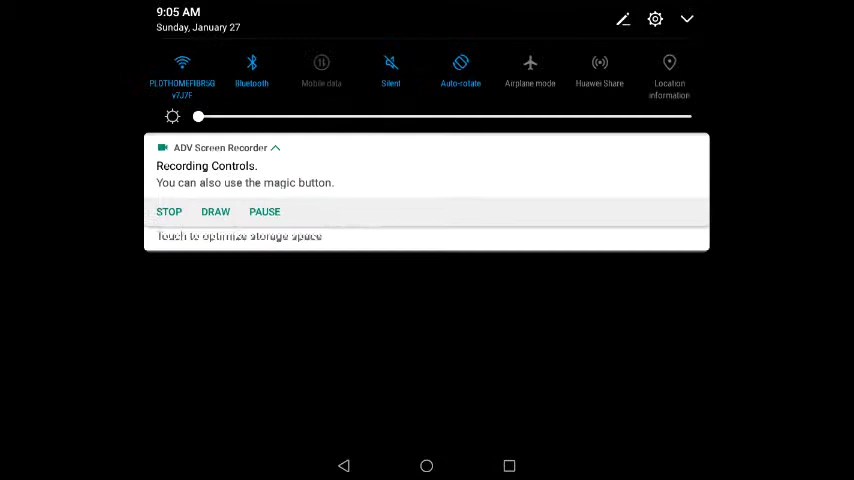 9:05 AM
Sunday, January 27
Bluetooth
Mobile data
Silent
Auto-rotate
Airplane mode
Huawei Share
Location
information
ADV Screen Recorder
Recording Controls.
You can also use the magic button.
STOP DRAW PAUSE
Touch to optimize storage space